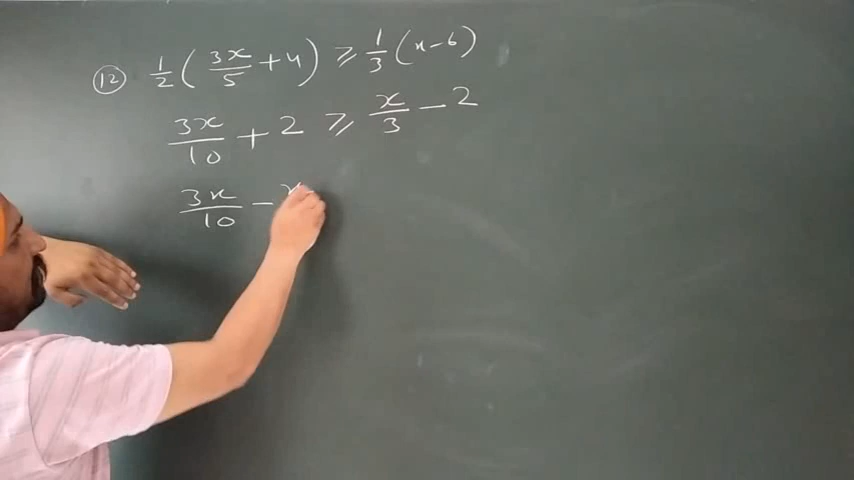 ⑫ 1/2 ( 3x/5 + 4 ) ≥ 1/3 ( x - 6 )
3x/10 + 2 ≥ x/3 - 2
3x/10 - x